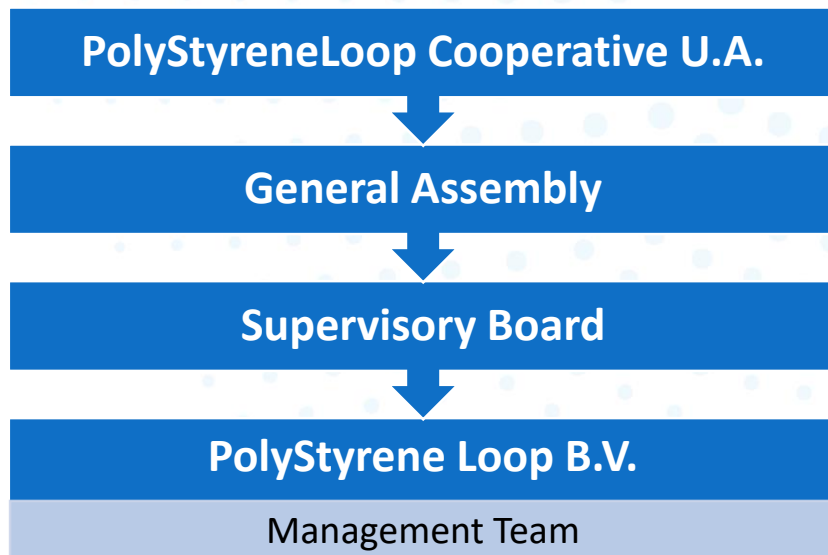 PolyStyreneLoop Cooperative U.A.
General Assembly
Supervisory Board
PolyStyrene Loop B.V.
Management Team